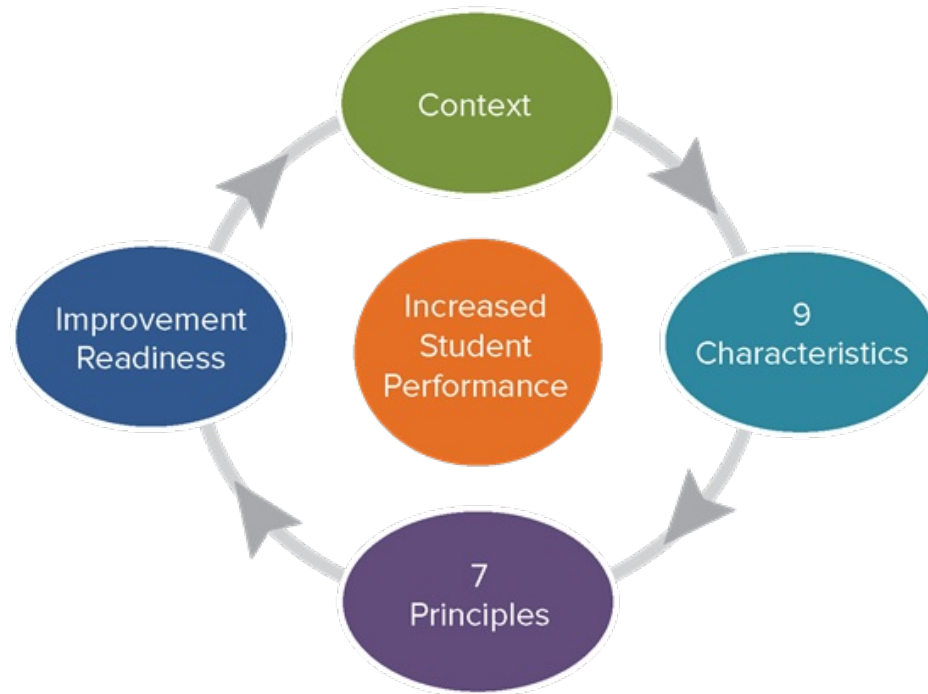 Context
9
Characteristics
7
Principles
Improvement
Readiness
Increased
Student
Performance